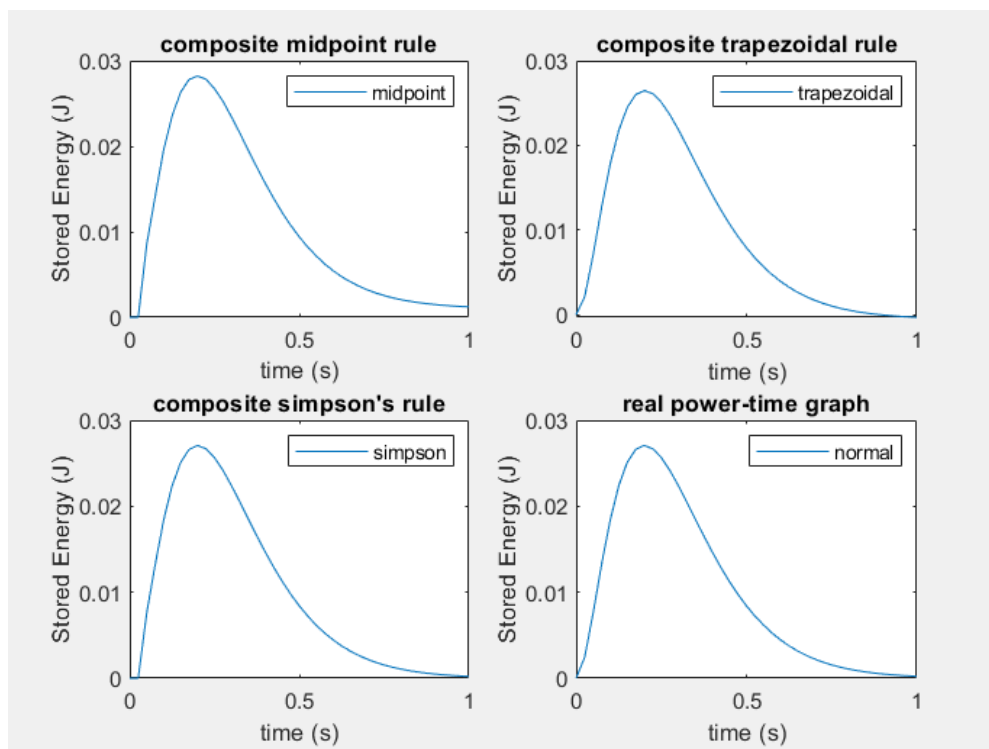 composite midpoint rule
Stored Energy (J)
0.03
0.02
0.01
0
midpoint
0
0.5
1
time (s)
composite trapezoidal rule
Stored Energy (J)
0.03
0.02
0.01
0
trapezoidal
0
0.5
1
time (s)
composite simpson's rule
Stored Energy (J)
0.03
0.02
0.01
0
simpson
0
0.5
1
time (s)
real power-time graph
Stored Energy (J)
0.03
0.02
0.01
0
normal
0
0.5
1
time (s)